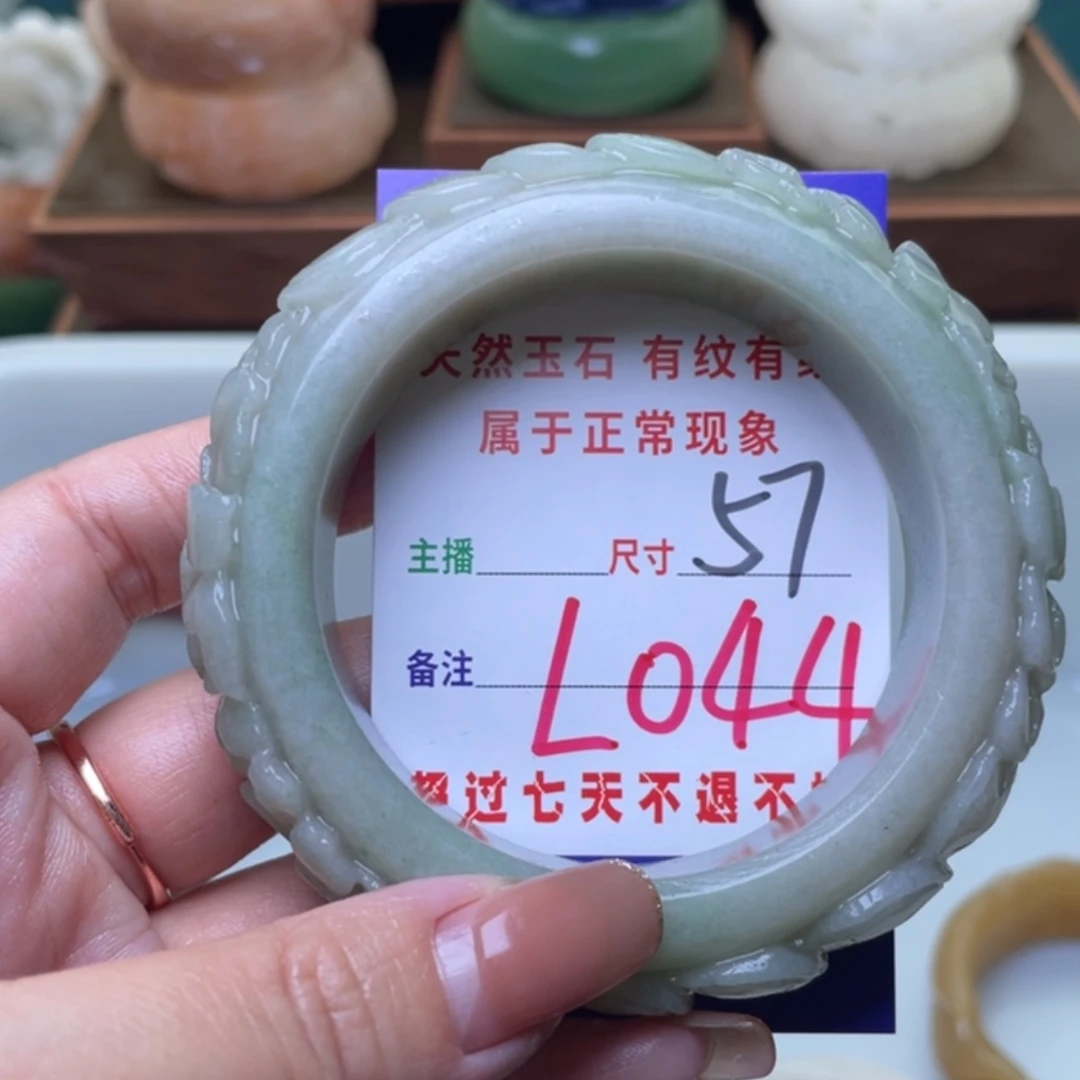 天然玉石 有纹有
属于正常现象
主播 尺寸 57
备注 L044
超过七天不退不